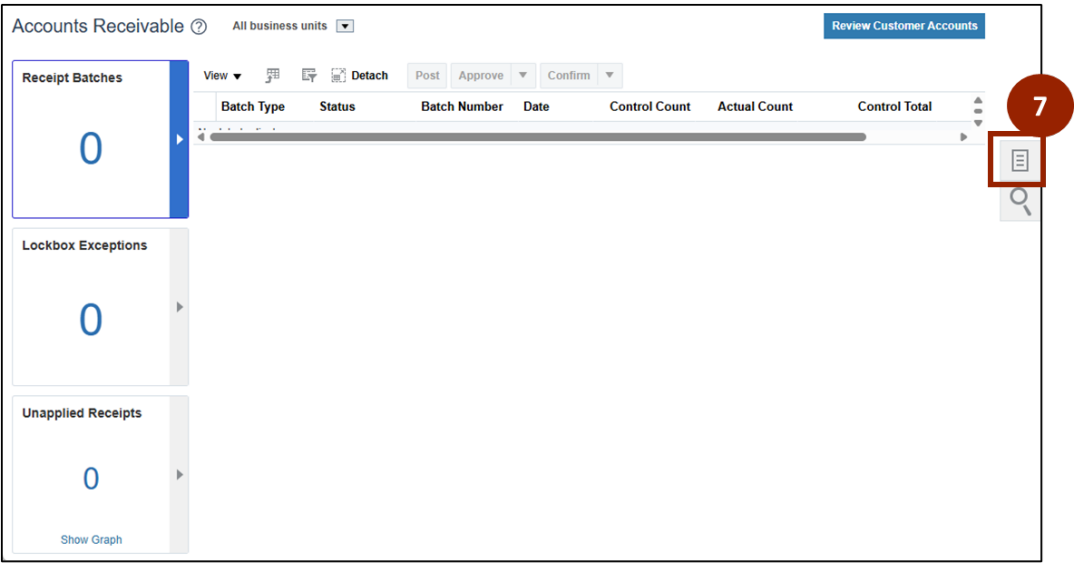 Accounts Receivable ? All business units
Review Customer Accounts
Receipt Batches
0
View Detach Post Approve Confirm
Batch Type Status Batch Number Date Control Count Actual Count Control Total
7
Lockbox Exceptions
0
Unapplied Receipts
0
Show Graph